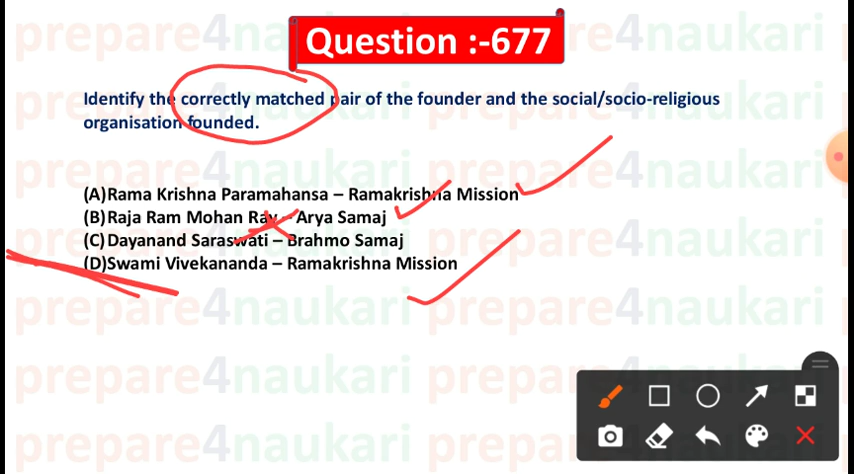 Question :-677
Identify the correctly matched pair of the founder and the social/socio-religious
organisation founded.
(A)Rama Krishna Paramahansa – Ramakrishna Mission
(B)Raja Ram Mohan Ray – Arya Samaj
(C)Dayanand Saraswati – Brahmo Samaj
(D)Swami Vivekananda – Ramakrishna Mission
prepare4naukari